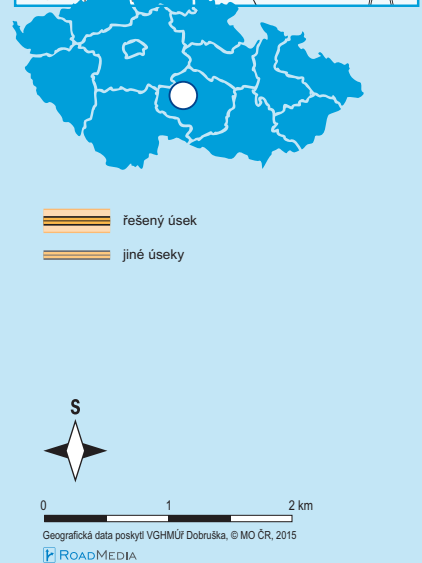 řešený úsek
jiné úseky
S
0 1 2 km
Geografická data poskytl VGHMÚř Dobruška, © MO ČR, 2015
ROADMEDIA